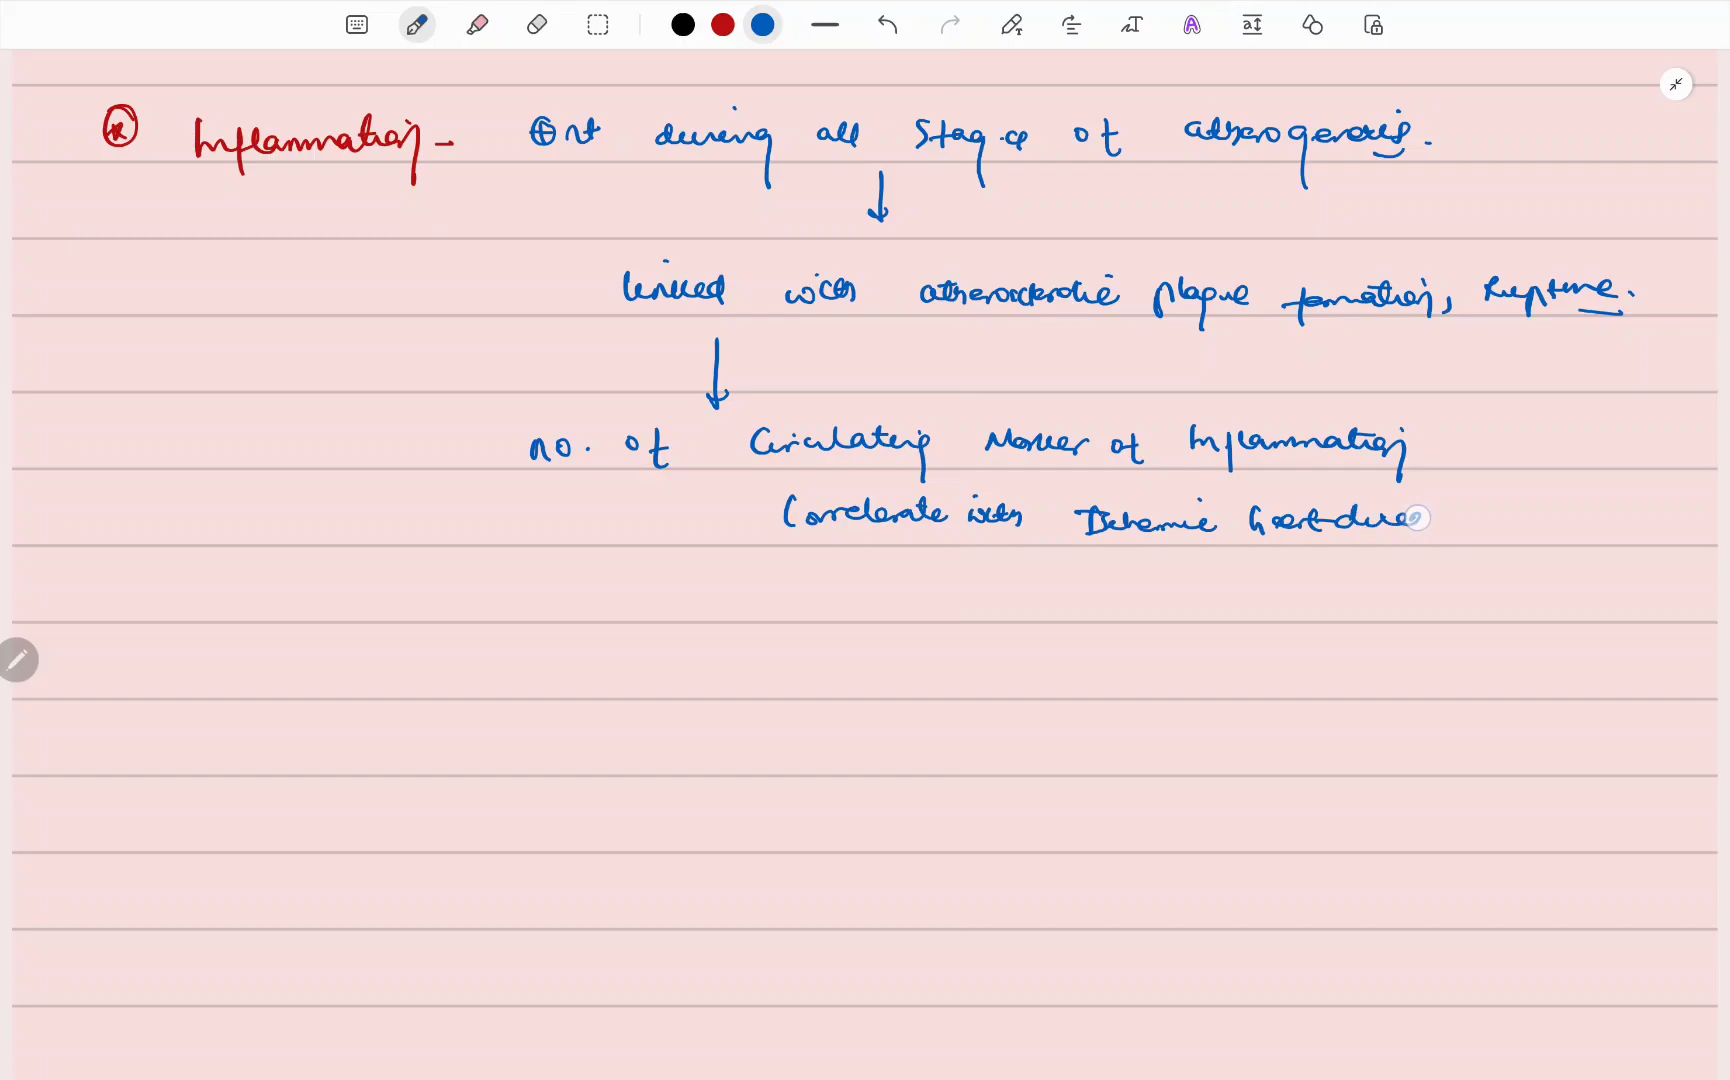 Inflammation - ⊕nt during all stages of atherogenesis.
↓
linked with atherosclerotic plaque formation, rupture.
↓
no. of Circulating Marker of Inflammation
Correlate with Ischemic heart